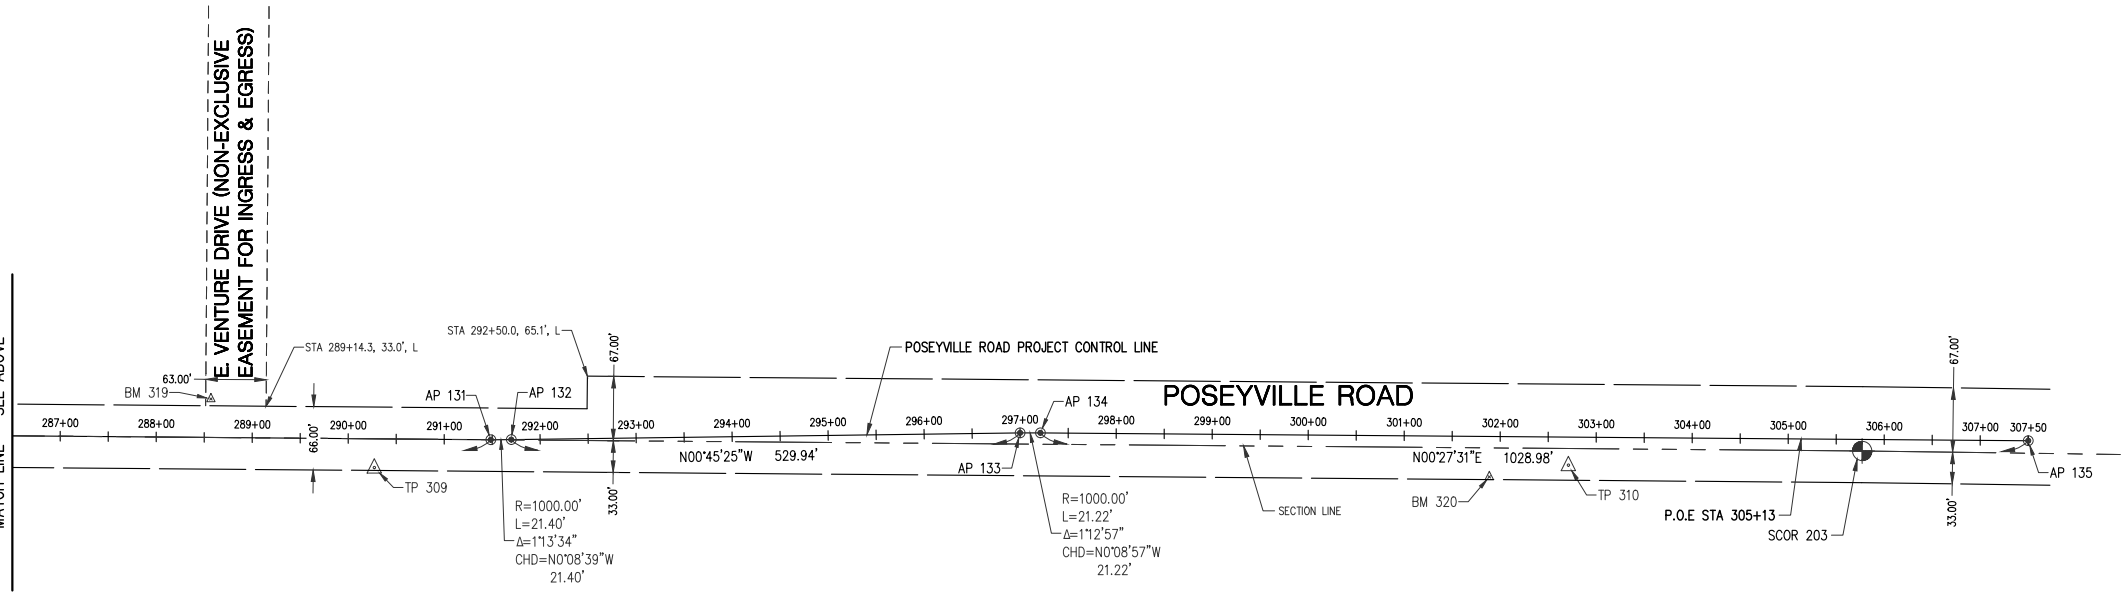 E. VENTURE DRIVE (NON-EXCLUSIVE
EASEMENT FOR INGRESS & EGRESS)
MATCH LINE SEE ABOVE
63.00'
BM 319
STA 289+14.3, 33.0', L
STA 292+50.0, 65.1', L
67.00'
POSEYVILLE ROAD PROJECT CONTROL LINE
67.00'
AP 131
AP 132
AP 134
POSEYVILLE ROAD
287+00
288+00
289+00
66.00'
290+00
291+00
292+00
293+00
294+00
295+00
296+00
297+00
298+00
299+00
300+00
301+00
302+00
303+00
304+00
305+00
306+00
307+00
307+50
N00°45'25"W 529.94'
N00°27'31"E 1028.98'
AP 133
AP 135
TP 309
33.00'
BM 320
TP 310
SECTION LINE
P.O.E STA 305+13
SCOR 203
33.00'
R=1000.00'
L=21.40'
Δ=1°13'34"
CHD=N0°08'39"W
21.40'
R=1000.00'
L=21.22'
Δ=1°12'57"
CHD=N0°08'57"W
21.22'